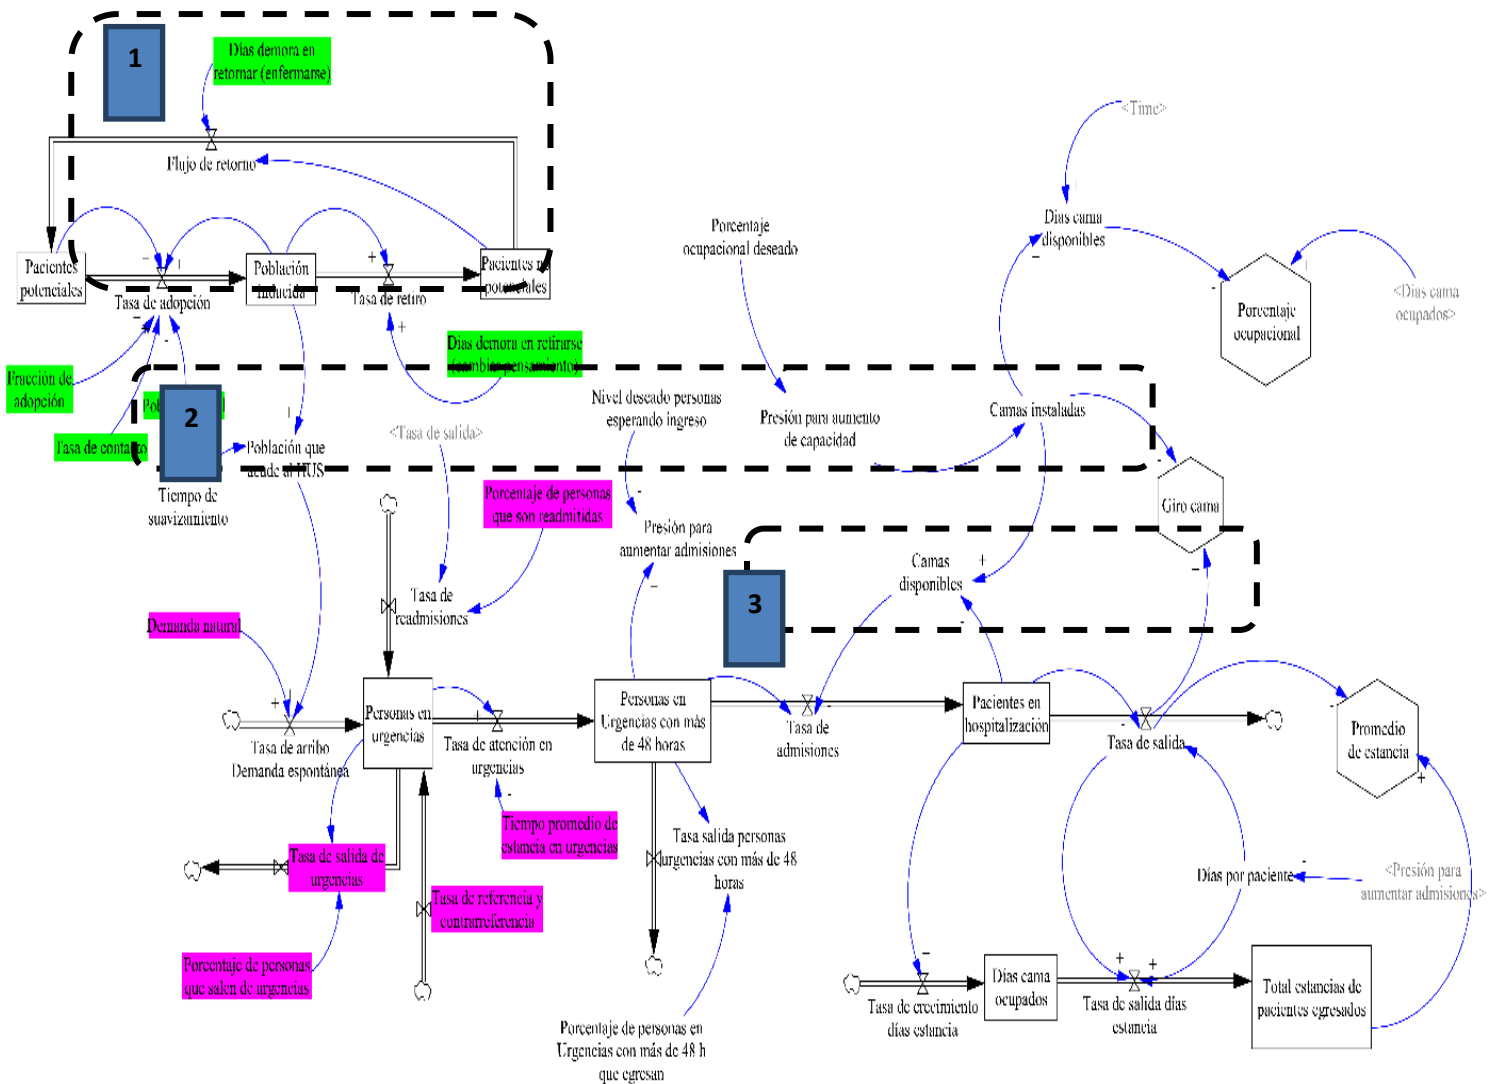 1
Días demora en
retornar (enfermarse)
<Time>
Flujo de retorno
Días cama
disponibles
Porcentaje
ocupacional deseado
Pacientes
potenciales
Población
inducida
Pacientes no
potenciales
Tasa de adopción
Tasa de retiro
<Días cama
ocupados>
Porcentaje
ocupacional
Días demora en retirarse
(cambiar pensamiento)
Fracción de
adopción
2
Nivel deseado personas
esperando ingreso
Presión para aumento
de capacidad
Camas instaladas
<Tasa de salida>
Tasa de contacto
Población que
acude al HUS
Tiempo de
suavizamiento
Porcentaje de personas
que son readmitidas
Giro cama
Presión para
aumentar admisiones
Camas
disponibles
Tasa de
readmisiones
3
Demanda natural
Personas en
urgencias
Personas en
Urgencias con más
de 48 horas
Pacientes en
hospitalización
Tasa de arribo
Demanda espontánea
Tasa de atención en
urgencias
Tasa de
admisiones
Tasa de salida
Promedio
de estancia
Tiempo promedio de
estancia en urgencias
Tasa salida personas
urgencias con más de 48
horas
Tasa de salida de
urgencias
Días por paciente
<Presión para
aumentar admisiones>
Tasa de referencia y
contrarreferencia
Porcentaje de personas
que salen de urgencias
Días cama
ocupados
Total estancias de
pacientes egresados
Tasa de crecimiento
días estancia
Tasa de salida días
estancia
Porcentaje de personas en
Urgencias con más de 48 h
que egresan